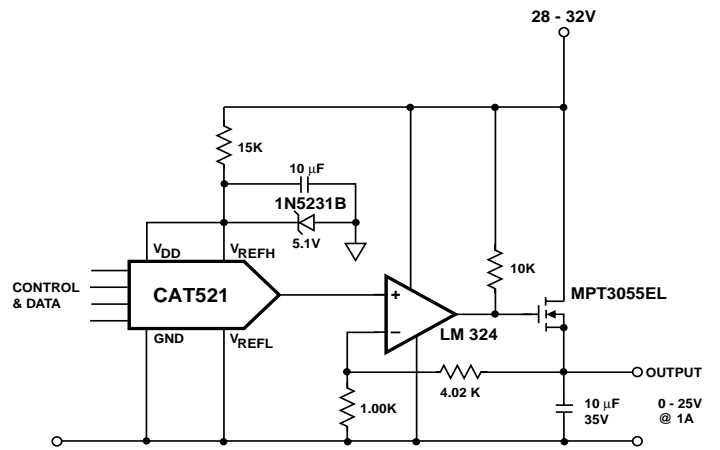 28 - 32V
15K
10 µF
1N5231B
5.1V
VDD
VREFH
CONTROL
& DATA
CAT521
GND
VREFL
+
–
LM 324
10K
MPT3055EL
4.02 K
1.00K
OUTPUT
10 µF
35V
0 - 25V
@ 1A